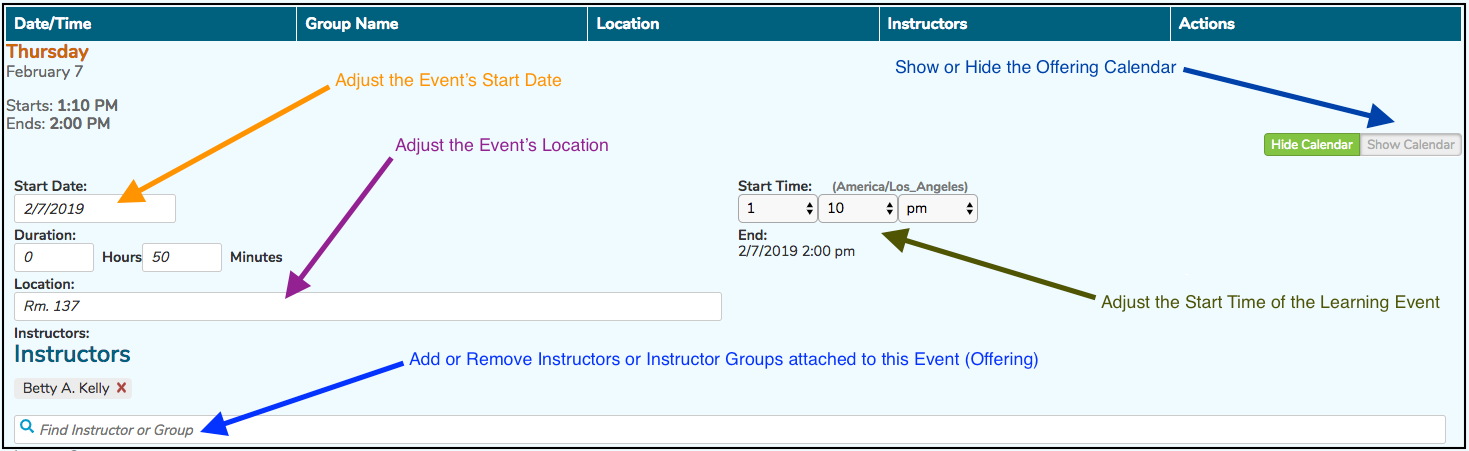 Date/Time Group Name Location Instructors Actions
Thursday
February 7
Adjust the Event's Start Date
Show or Hide the Offering Calendar
Starts: 1:10 PM
Ends: 2:00 PM
Adjust the Event's Location
Hide Calendar Show Calendar
Start Date:
2/7/2019
Start Time: (America/Los_Angeles)
1 10 pm
Duration:
0 Hours 50 Minutes
End:
2/7/2019 2:00 pm
Location:
Rm. 137
Adjust the Start Time of the Learning Event
Instructors:
Instructors
Add or Remove Instructors or Instructor Groups attached to this Event (Offering)
Betty A. Kelly ✗
Find Instructor or Group